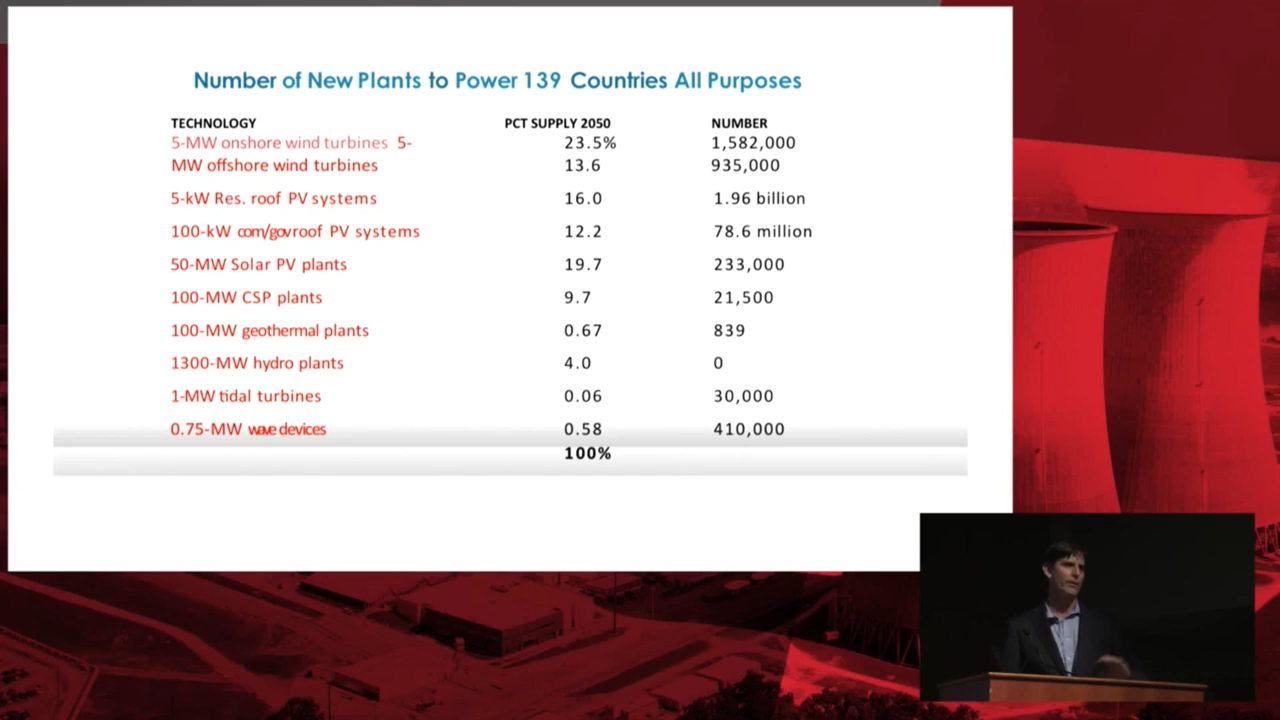 Number of New Plants to Power 139 Countries All Purposes
TECHNOLOGY PCT SUPPLY 2050 NUMBER
5-MW onshore wind turbines 5- 23.5% 1,582,000
MW offshore wind turbines 13.6 935,000
5-kW Res. roof PV systems 16.0 1.96 billion
100-kW com/gov roof PV systems 12.2 78.6 million
50-MW Solar PV plants 19.7 233,000
100-MW CSP plants 9.7 21,500
100-MW geothermal plants 0.67 839
1300-MW hydro plants 4.0 0
1-MW tidal turbines 0.06 30,000
0.75-MW wave devices 0.58 410,000
100%